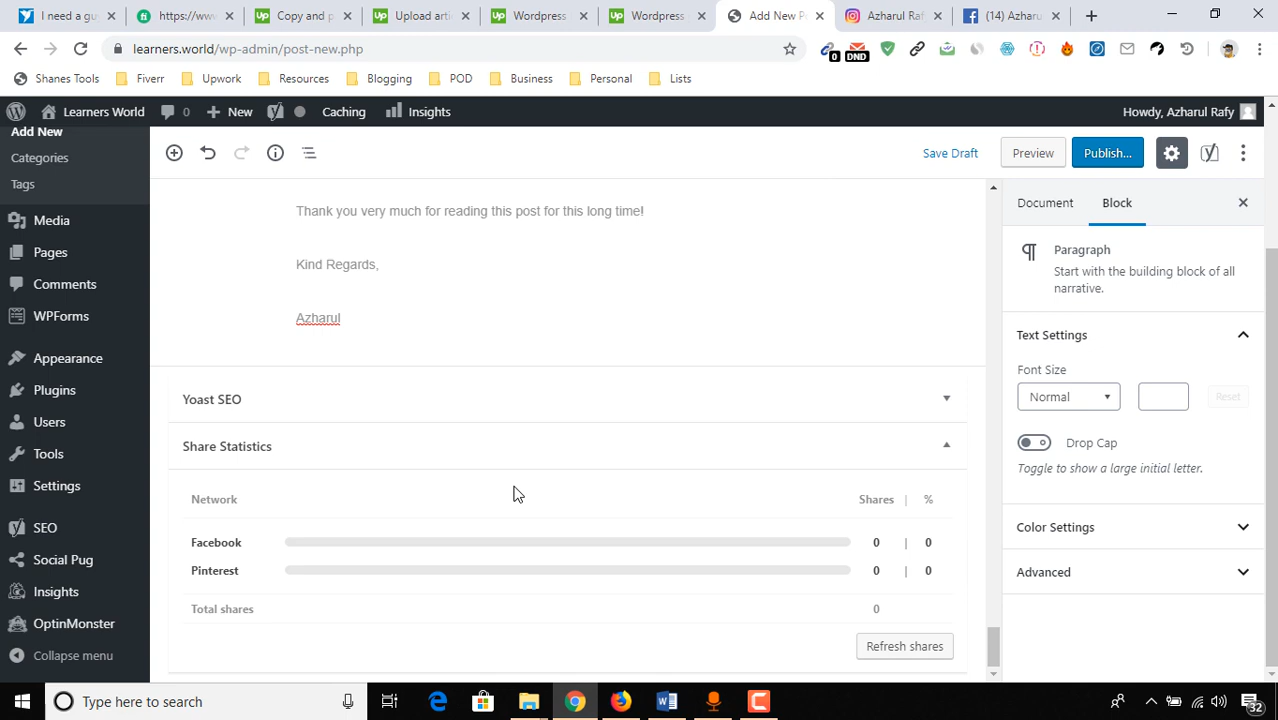 I need a gu
https://www
Copy and p
Upload artic
Wordpress
Wordpress
Add New P
Azharul Raf
(14) Azharu
learners.world/wp-admin/post-new.php
0
DND
Shanes Tools
Fiverr
Upwork
Resources
Blogging
POD
Business
Personal
Lists
Learners World
0
New
Caching
Insights
Howdy, Azharul Rafy
Add New
Categories
Tags
Media
Pages
Comments
WPForms
Appearance
Plugins
Users
Tools
Settings
SEO
Social Pug
Insights
OptinMonster
Collapse menu
Save Draft
Preview
Publish...
Thank you very much for reading this post for this long time!
Kind Regards,
Azharul
Yoast SEO
Share Statistics
Network Shares | %
Facebook 0 | 0
Pinterest 0 | 0
Total shares 0
Refresh shares
Document
Block
Paragraph
Start with the building block of all
narrative.
Text Settings
Font Size
Normal
Reset
Drop Cap
Toggle to show a large initial letter.
Color Settings
Advanced
Type here to search
32